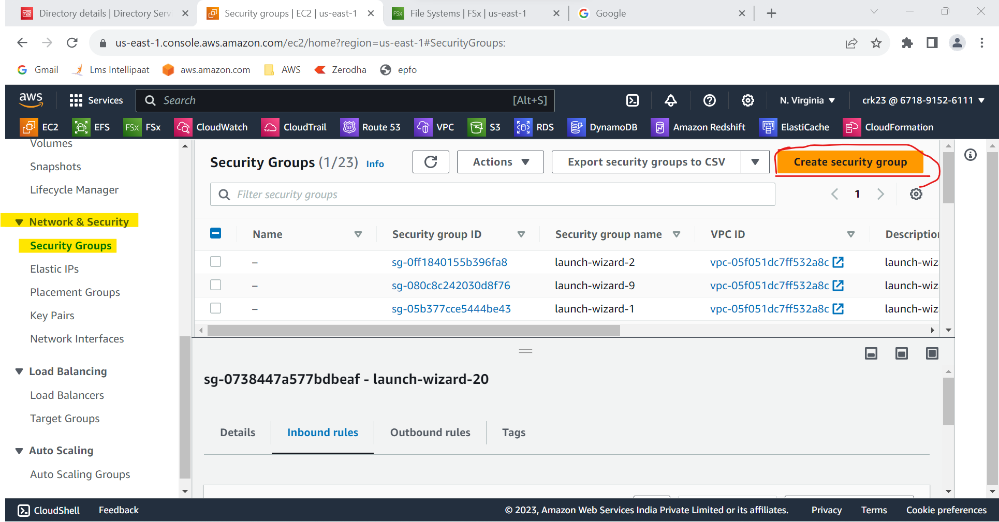 Directory details | Directory Serv
Security groups | EC2 | us-east-1
File Systems | FSx | us-east-1
Google
us-east-1.console.aws.amazon.com/ec2/home?region=us-east-1#SecurityGroups:
Gmail
Lms Intellipaat
aws.amazon.com
AWS
Zerodha
epfo
aws
Services
Search
[Alt+S]
N. Virginia
crk23 @ 6718-9152-6111
EC2
EFS
FSx
FSx
CloudWatch
CloudTrail
Route 53
VPC
S3
RDS
DynamoDB
Amazon Redshift
ElastiCache
CloudFormation
Volumes
Snapshots
Lifecycle Manager
Network & Security
Security Groups
Elastic IPs
Placement Groups
Key Pairs
Network Interfaces
Load Balancing
Load Balancers
Target Groups
Auto Scaling
Auto Scaling Groups
Security Groups (1/23) Info
Actions
Export security groups to CSV
Create security group
Filter security groups
1
Name Security group ID Security group name VPC ID Description
– sg-0ff1840155b396fa8 launch-wizard-2 vpc-05f051dc7ff532a8c launch-wiz
– sg-080c8c242030d8f76 launch-wizard-9 vpc-05f051dc7ff532a8c launch-wiz
– sg-05b377cce5444be43 launch-wizard-1 vpc-05f051dc7ff532a8c launch-wiz
sg-0738447a577bdbeaf - launch-wizard-20
Details
Inbound rules
Outbound rules
Tags
CloudShell
Feedback
© 2023, Amazon Web Services India Private Limited or its affiliates.
Privacy
Terms
Cookie preferences